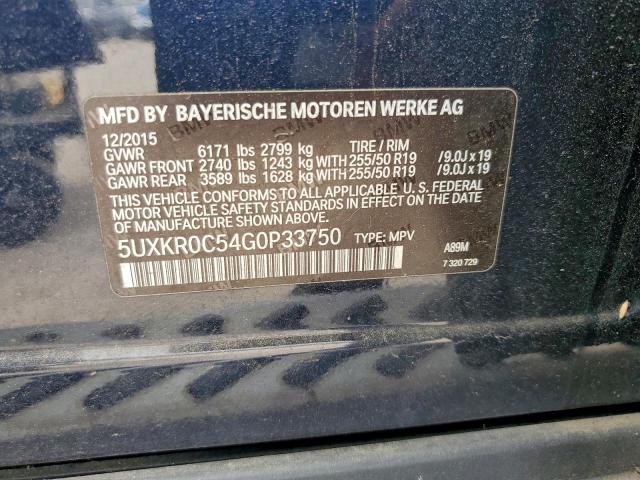 MFD BY BAYERISCHE MOTOREN WERKE AG
12/2015
GVWR 6171 lbs 2799 kg TIRE / RIM
GAWR FRONT 2740 lbs 1243 kg WITH 255/50 R19 /9.0J x 19
GAWR REAR 3589 lbs 1628 kg WITH 255/50 R19 /9.0J x 19
THIS VEHICLE CONFORMS TO ALL APPLICABLE U. S. FEDERAL
MOTOR VEHICLE SAFETY STANDARDS IN EFFECT ON THE DATE
OF MANUFACTURE SHOWN ABOVE.
5UXKR0C54G0P33750 TYPE: MPV A89M
7 320 729